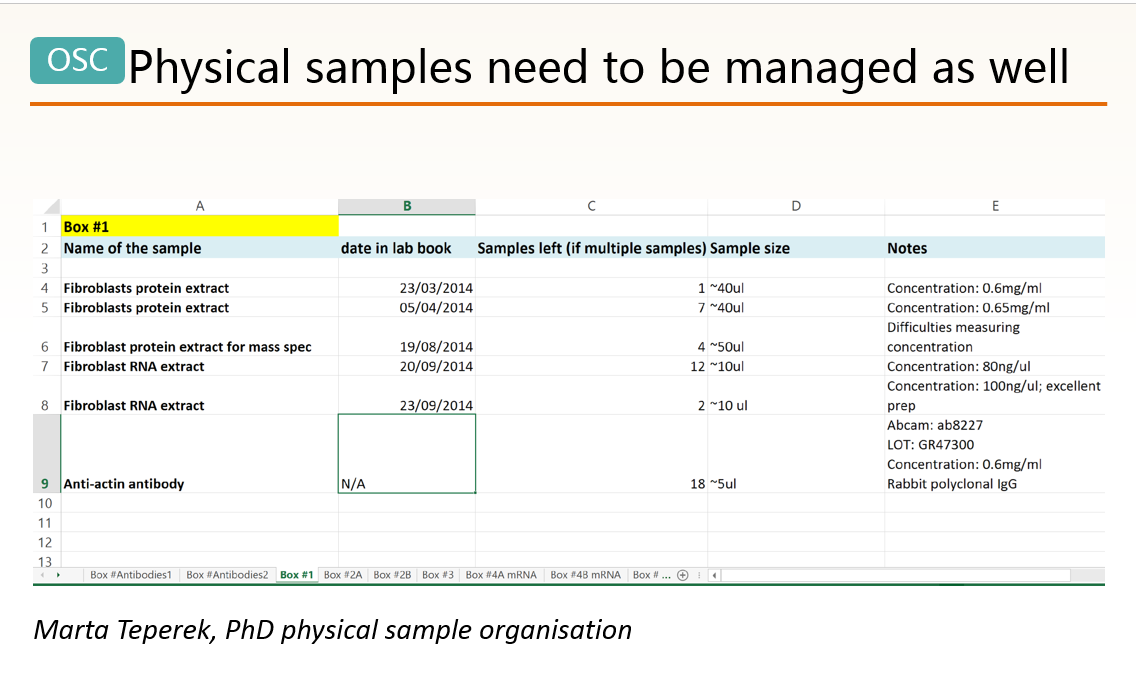 OSC Physical samples need to be managed as well
A B C D E
1 Box #1
2 Name of the sample date in lab book Samples left (if multiple samples) Sample size Notes
3
4 Fibroblasts protein extract 23/03/2014 1 ~40ul Concentration: 0.6mg/ml
5 Fibroblasts protein extract 05/04/2014 7 ~40ul Concentration: 0.65mg/ml
Difficulties measuring
6 Fibroblast protein extract for mass spec 19/08/2014 4 ~50ul concentration
7 Fibroblast RNA extract 20/09/2014 12 ~10ul Concentration: 80ng/ul
Concentration: 100ng/ul; excellent
8 Fibroblast RNA extract 23/09/2014 2 ~10 ul prep
Abcam: ab8227
LOT: GR47300
Concentration: 0.6mg/ml
9 Anti-actin antibody N/A 18 ~5ul Rabbit polyclonal IgG
10
11
12
13
Box #Antibodies1 Box #Antibodies2 Box #1 Box #2A Box #2B Box #3 Box #4A mRNA Box #4B mRNA Box # ...
Marta Teperek, PhD physical sample organisation